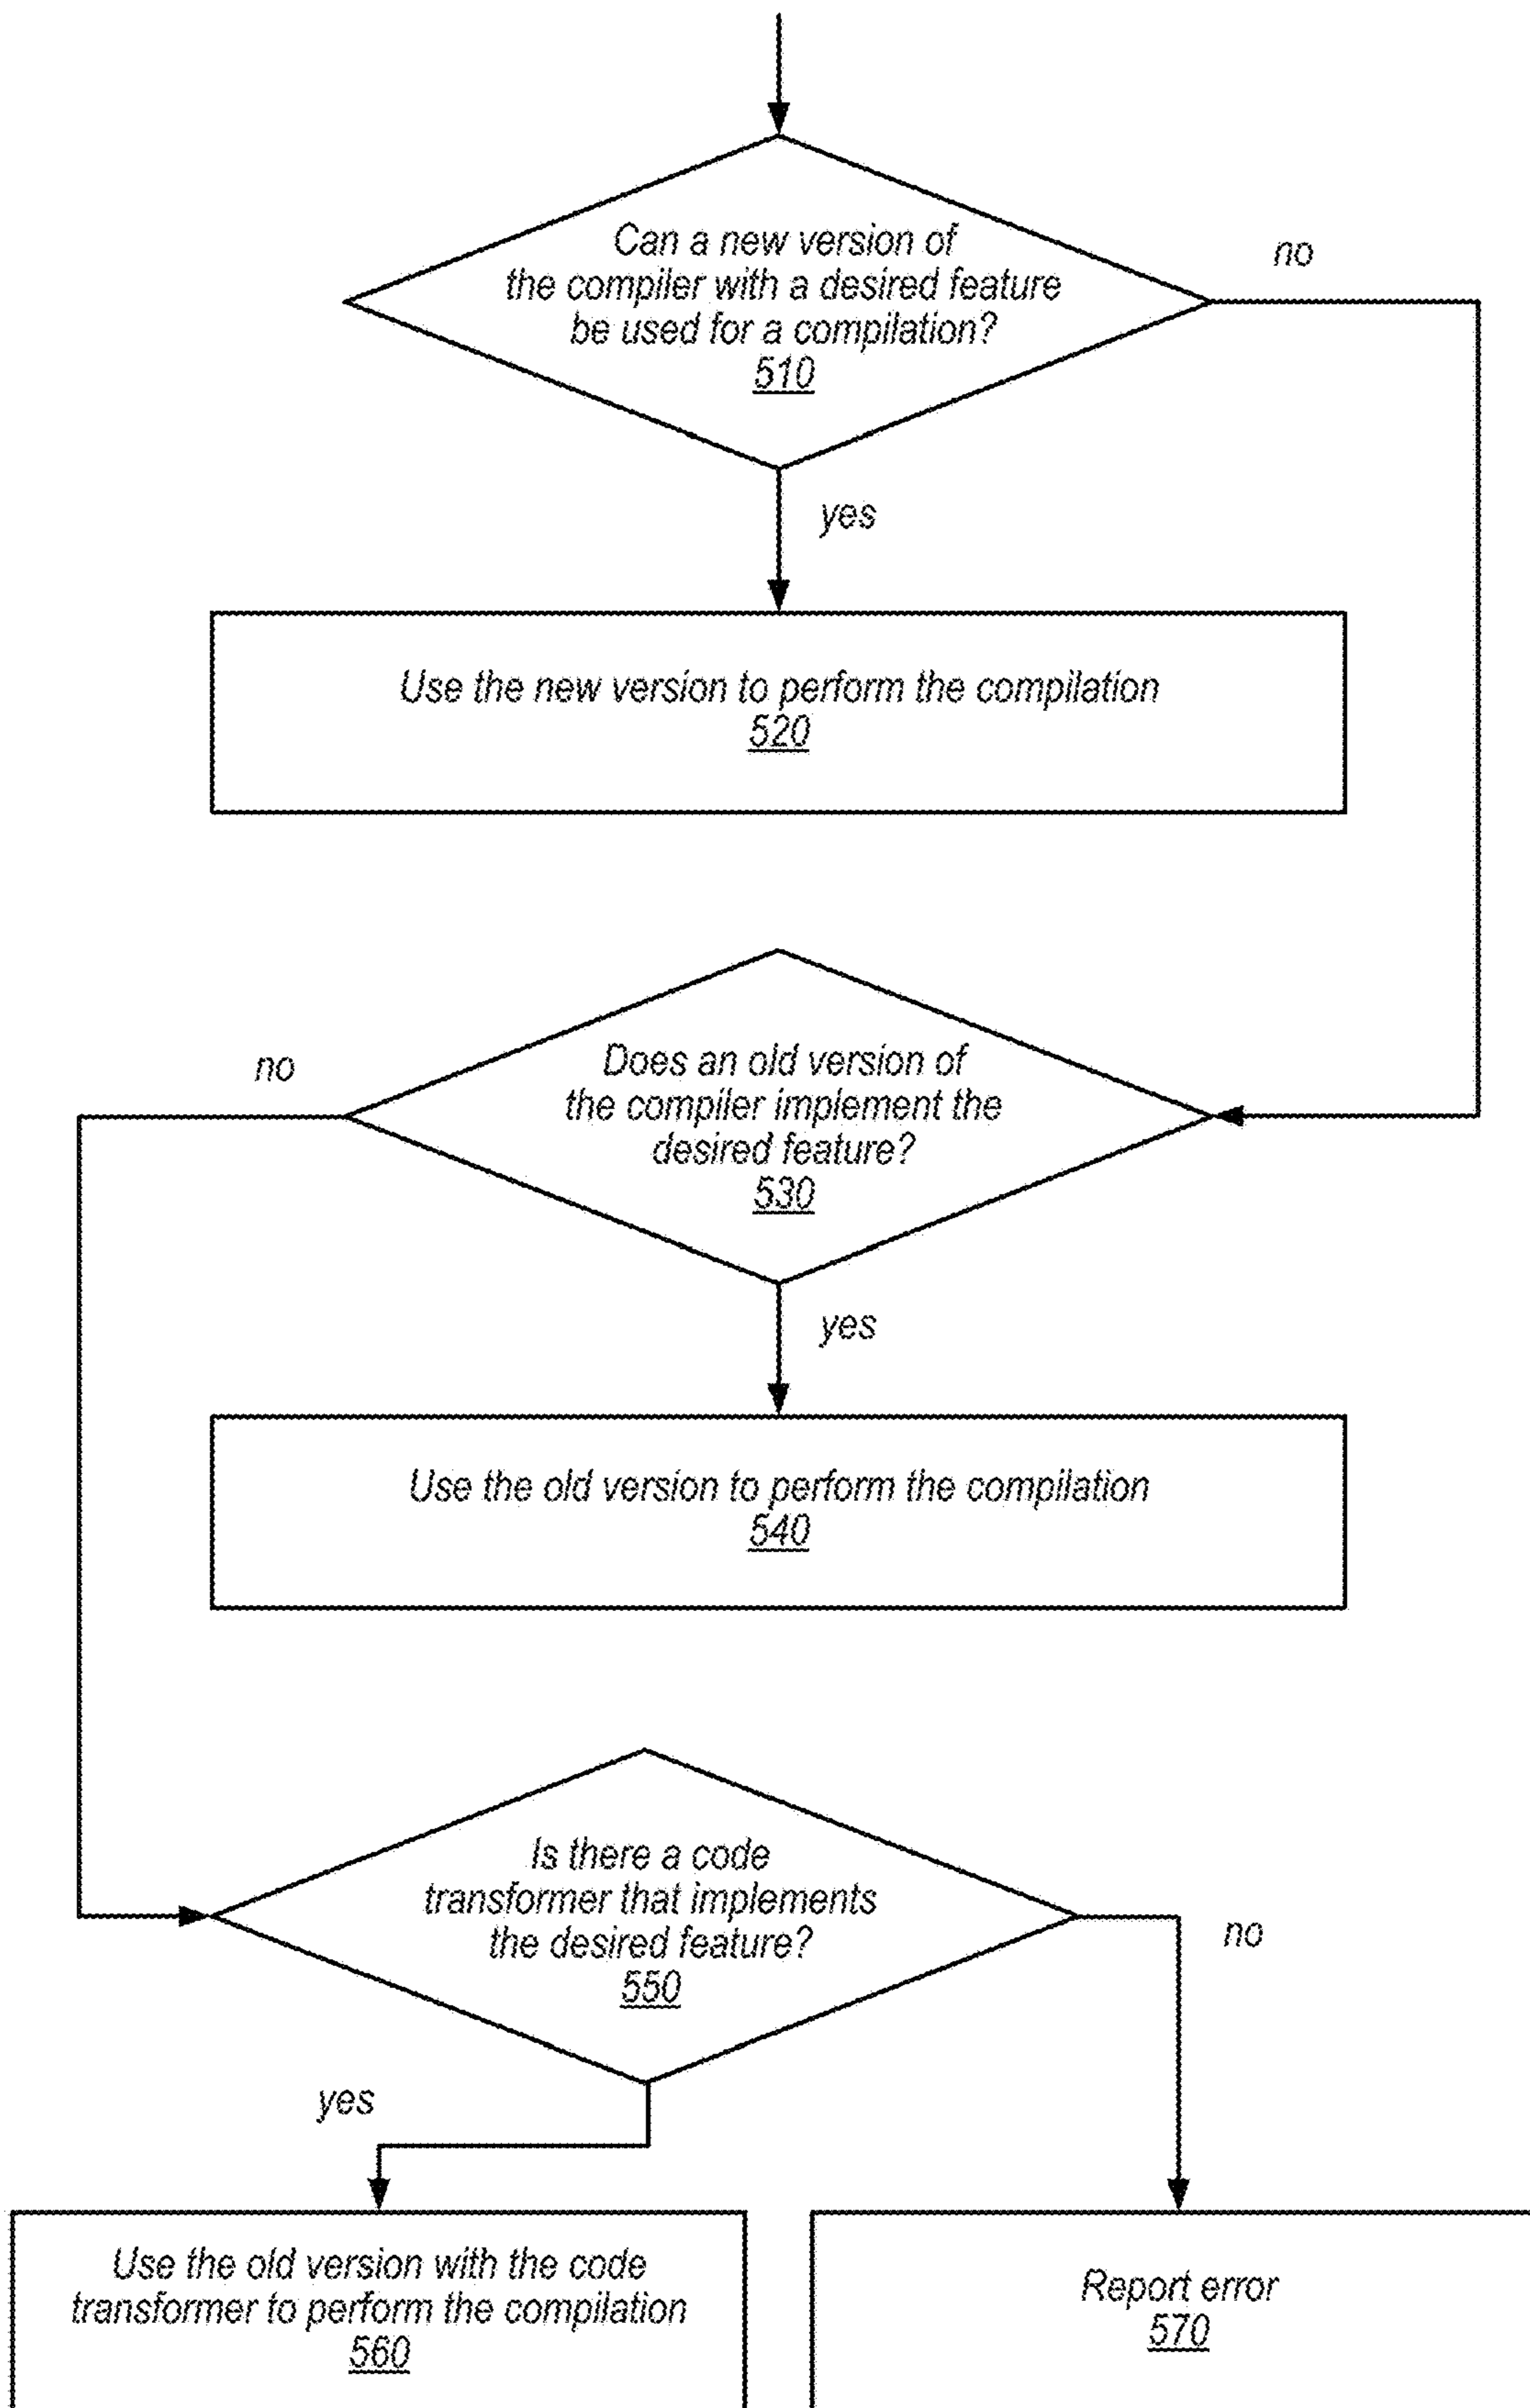 Can a new version of
the compiler with a desired feature
be used for a compilation?
510
no
yes
Use the new version to perform the compilation
520
Does an old version of
the compiler implement the
desired feature?
530
no
yes
Use the old version to perform the compilation
540
Is there a code
transformer that implements
the desired feature?
550
no
yes
Use the old version with the code
transformer to perform the compilation
560
Report error
570